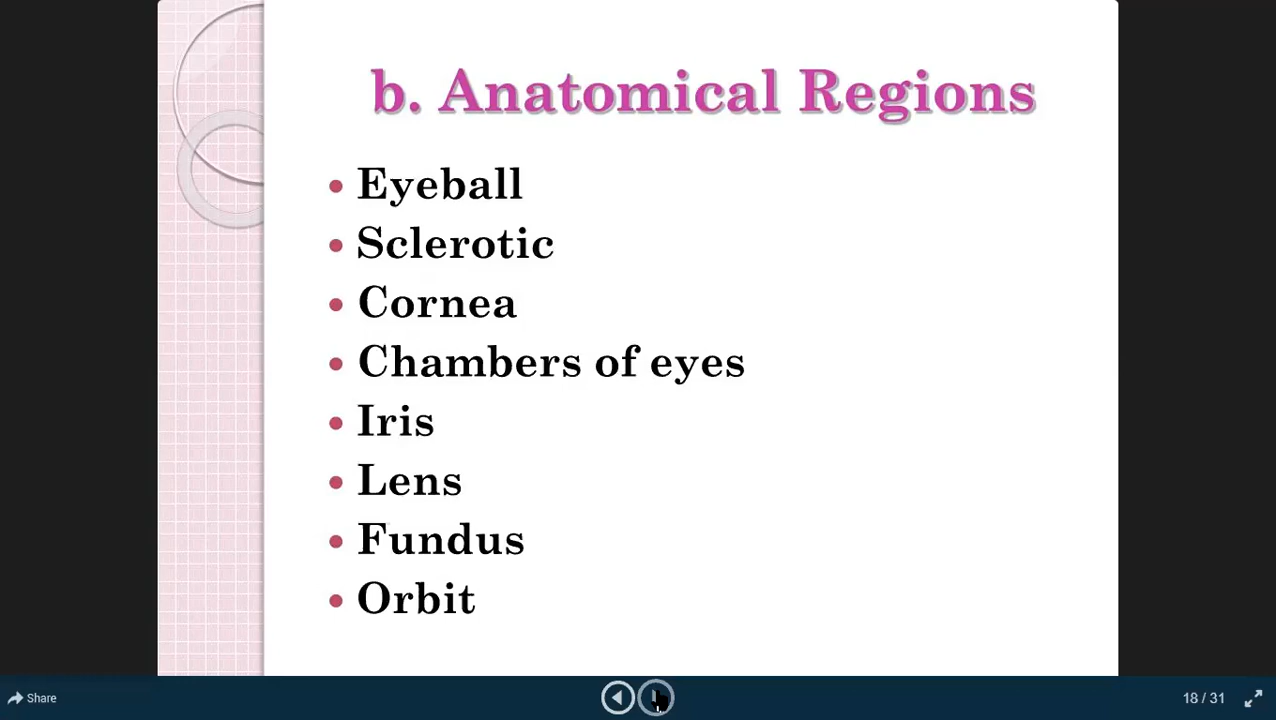 b. Anatomical Regions
• Eyeball
• Sclerotic
• Cornea
• Chambers of eyes
• Iris
• Lens
• Fundus
• Orbit
Share
18 / 31